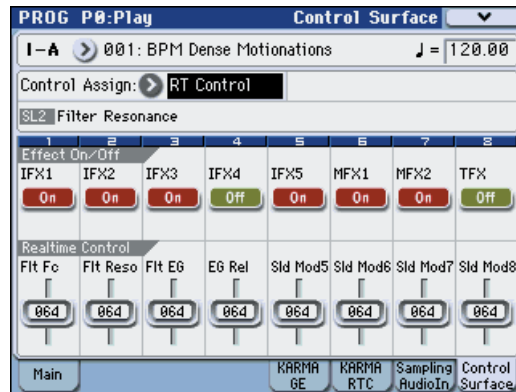 PROG P0:Play Control Surface
I-A 001: BPM Dense Motionations ♩= 120.00
Control Assign: RT Control
SL2 Filter Resonance
1 2 3 4 5 6 7 8
Effect On/Off
IFX1 IFX2 IFX3 IFX4 IFX5 MFX1 MFX2 TFX
On On On Off On On On Off
Realtime Control
Flt Fc Flt Reso Flt EG EG Rel Sld Mod5 Sld Mod6 Sld Mod7 Sld Mod8
064 064 064 064 064 064 064 064
Main KARMA GE KARMA RTC Sampling AudioIn Control Surface